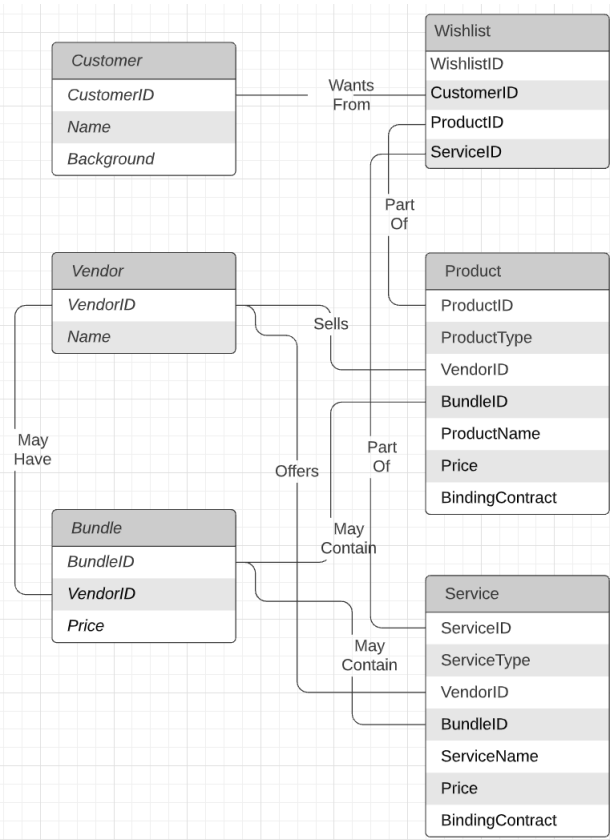 Customer
CustomerID
Name
Background
Wants
From
Wishlist
WishlistID
CustomerID
ProductID
ServiceID
Part
Of
Vendor
VendorID
Name
Sells
Product
ProductID
ProductType
VendorID
BundleID
ProductName
Price
BindingContract
May
Have
Offers
Part
Of
Bundle
BundleID
VendorID
Price
May
Contain
May
Contain
Service
ServiceID
ServiceType
VendorID
BundleID
ServiceName
Price
BindingContract